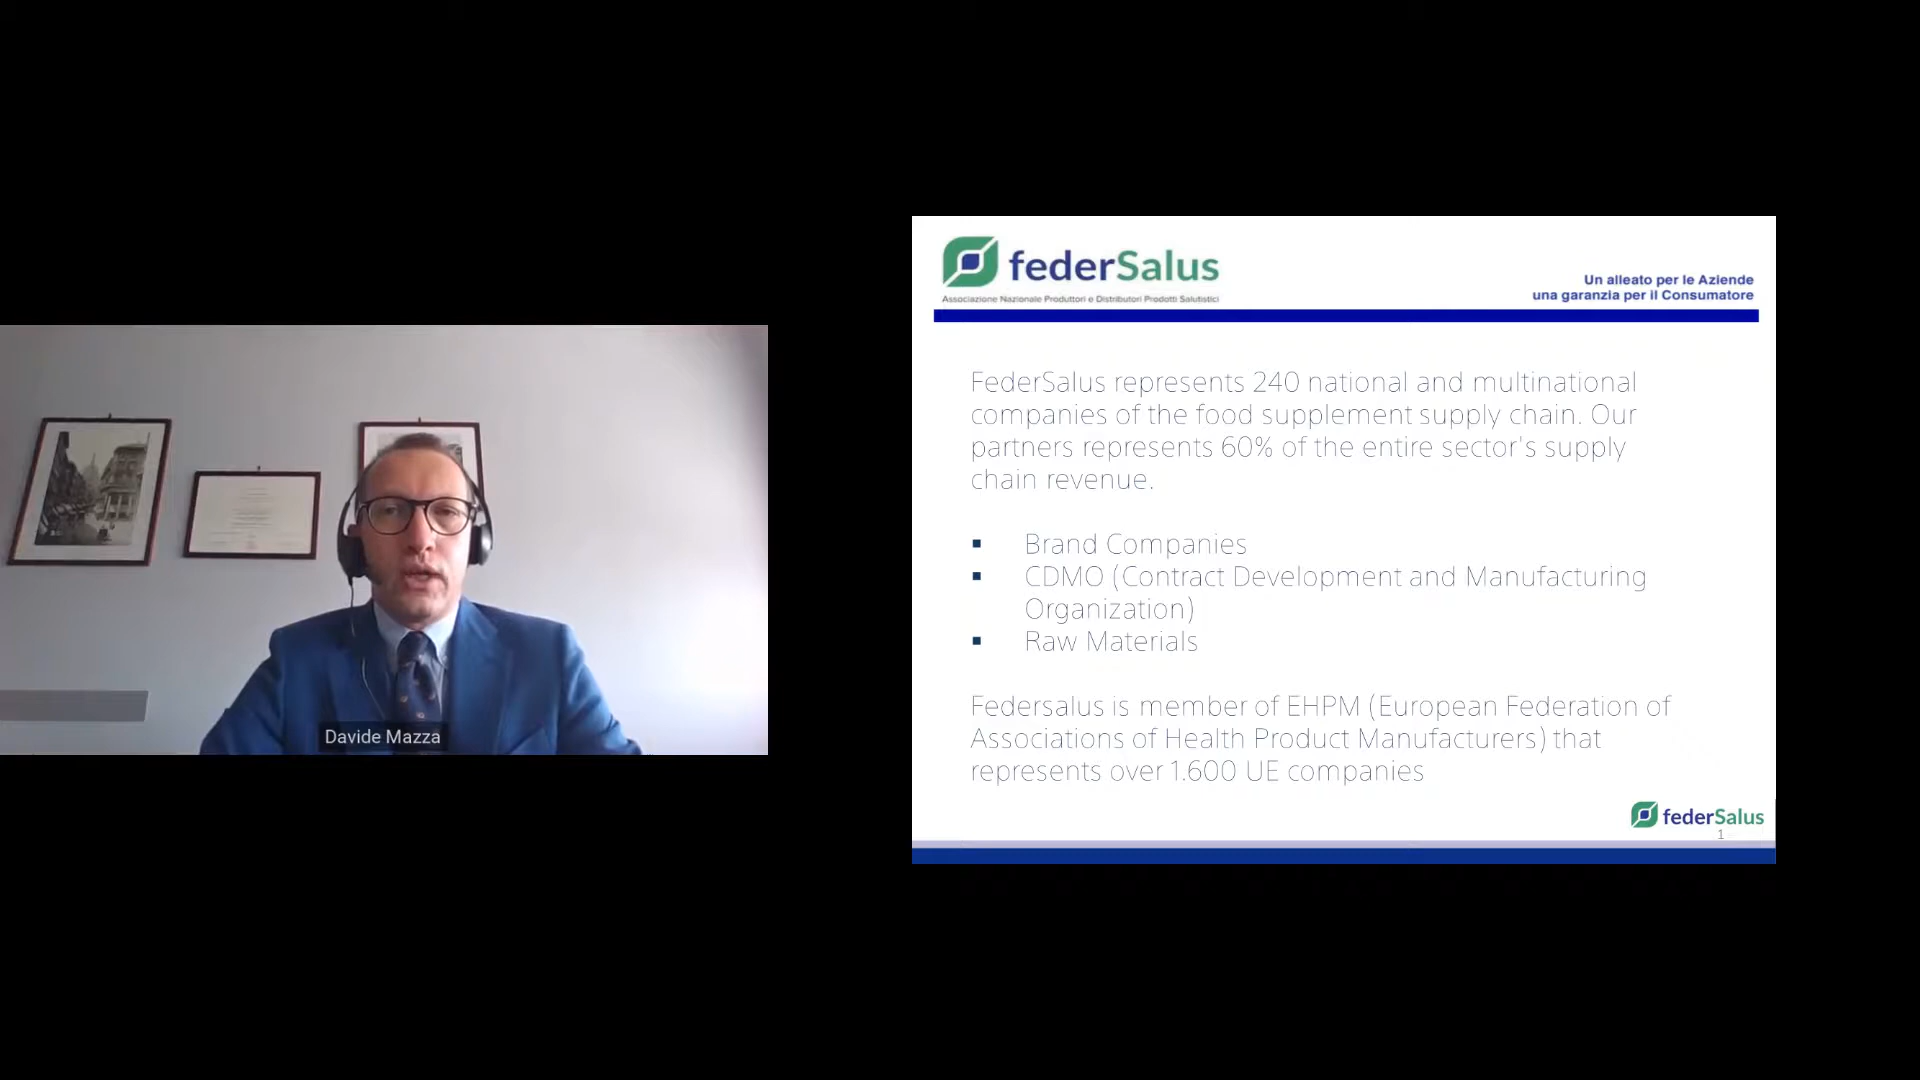 Davide Mazza
federSalus
Associazione Nazionale Produttori e Distributori Prodotti Salutistici
Un alleato per le Aziende
una garanzia per il Consumatore
FederSalus represents 240 national and multinational
companies of the food supplement supply chain. Our
partners represents 60% of the entire sector's supply
chain revenue.
▪ Brand Companies
▪ CDMO (Contract Development and Manufacturing
Organization)
▪ Raw Materials
Federsalus is member of EHPM (European Federation of
Associations of Health Product Manufacturers) that
represents over 1.600 UE companies
federSalus
1